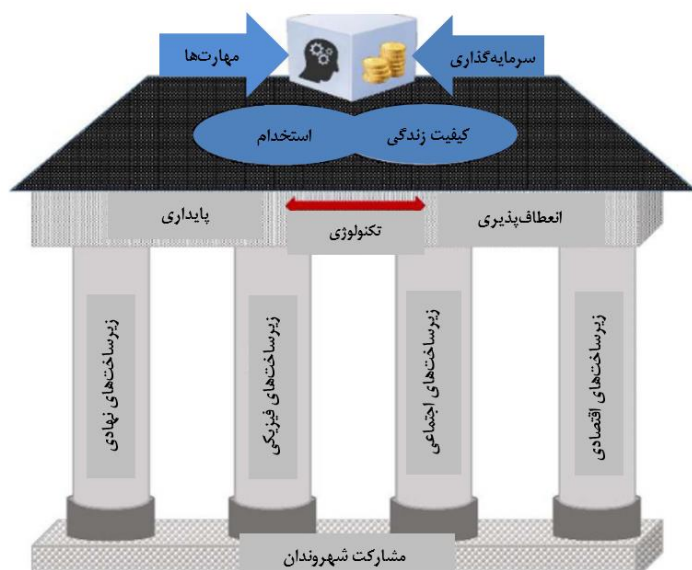 سرمایه‌گذاری
مهارت‌ها
کیفیت زندگی
استخدام
انعطاف‌پذیری
تکنولوژی
پایداری
زیرساخت‌های اقتصادی
زیرساخت‌های اجتماعی
زیرساخت‌های فیزیکی
زیرساخت‌های نهادی
مشارکت شهروندان